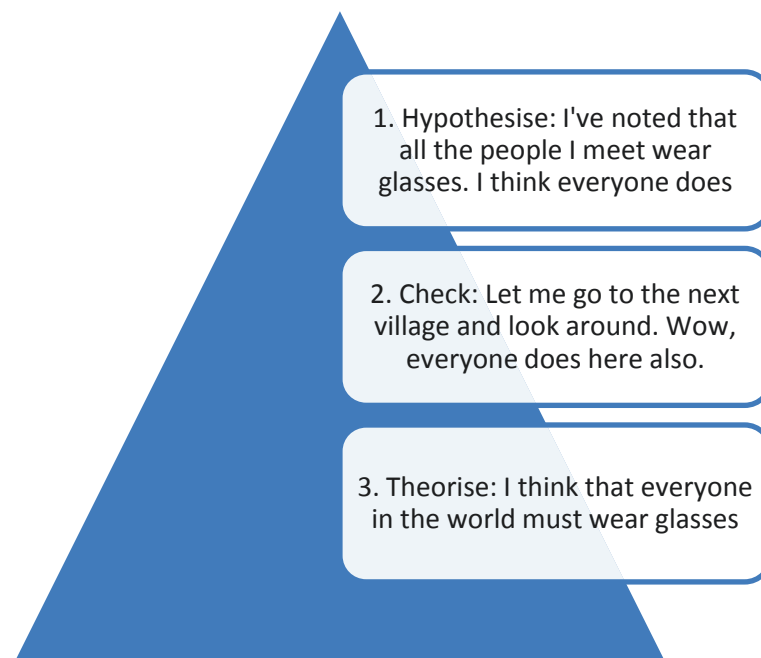 1. Hypothesise: I've noted that
all the people I meet wear
glasses. I think everyone does
2. Check: Let me go to the next
village and look around. Wow,
everyone does here also.
3. Theorise: I think that everyone
in the world must wear glasses